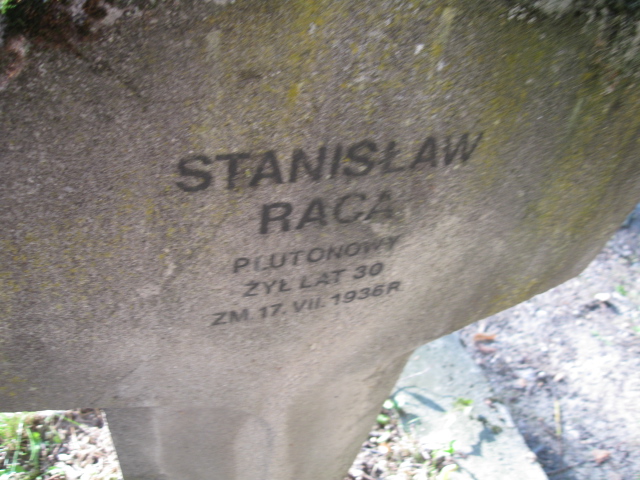 STANISŁAW
RACA
PLUTONOWY
ŻYŁ LAT 30
ZM. 17. VII. 1936R